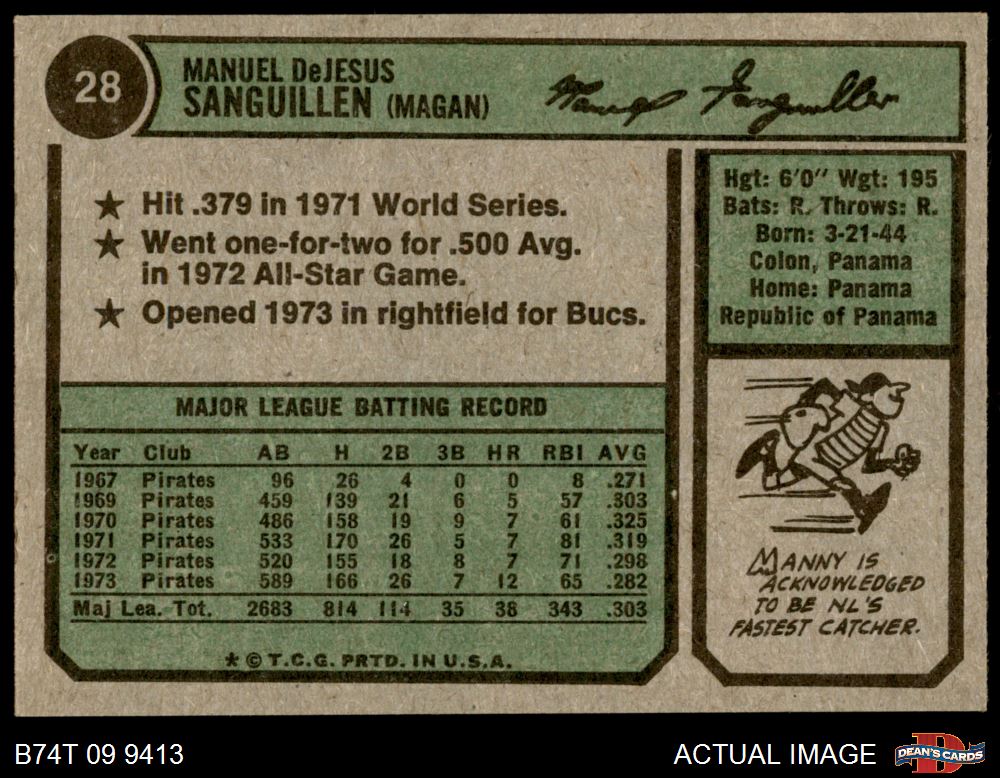 28
MANUEL DeJESUS
SANGUILLEN (MAGAN)
Manuel Sanguillen
★ Hit .379 in 1971 World Series.
★ Went one-for-two for .500 Avg.
in 1972 All-Star Game.
★ Opened 1973 in rightfield for Bucs.
Hgt: 6'0" Wgt: 195
Bats: R. Throws: R.
Born: 3-21-44
Colon, Panama
Home: Panama
Republic of Panama
MAJOR LEAGUE BATTING RECORD
Year Club AB H 2B 3B HR RBI AVG
1967 Pirates 96 26 4 0 0 8 .271
1969 Pirates 459 139 21 6 5 57 .303
1970 Pirates 486 158 19 9 7 61 .325
1971 Pirates 533 170 26 5 7 81 .319
1972 Pirates 520 155 18 8 7 71 .298
1973 Pirates 589 166 26 7 12 65 .282
Maj Lea. Tot. 2683 814 114 35 38 343 .303
★ © T.C.G. PRTD. IN U.S.A.
MANNY IS
ACKNOWLEDGED
TO BE NL'S
FASTEST CATCHER.
B74T 09 9413
ACTUAL IMAGE
DEAN'S CARDS